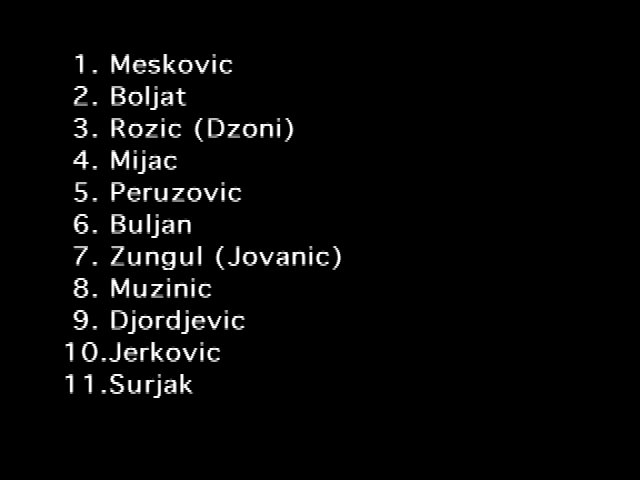 1. Meskovic
2. Boljat
3. Rozic (Dzoni)
4. Mijac
5. Peruzovic
6. Buljan
7. Zungul (Jovanic)
8. Muzinic
9. Djordjevic
10.Jerkovic
11.Surjak